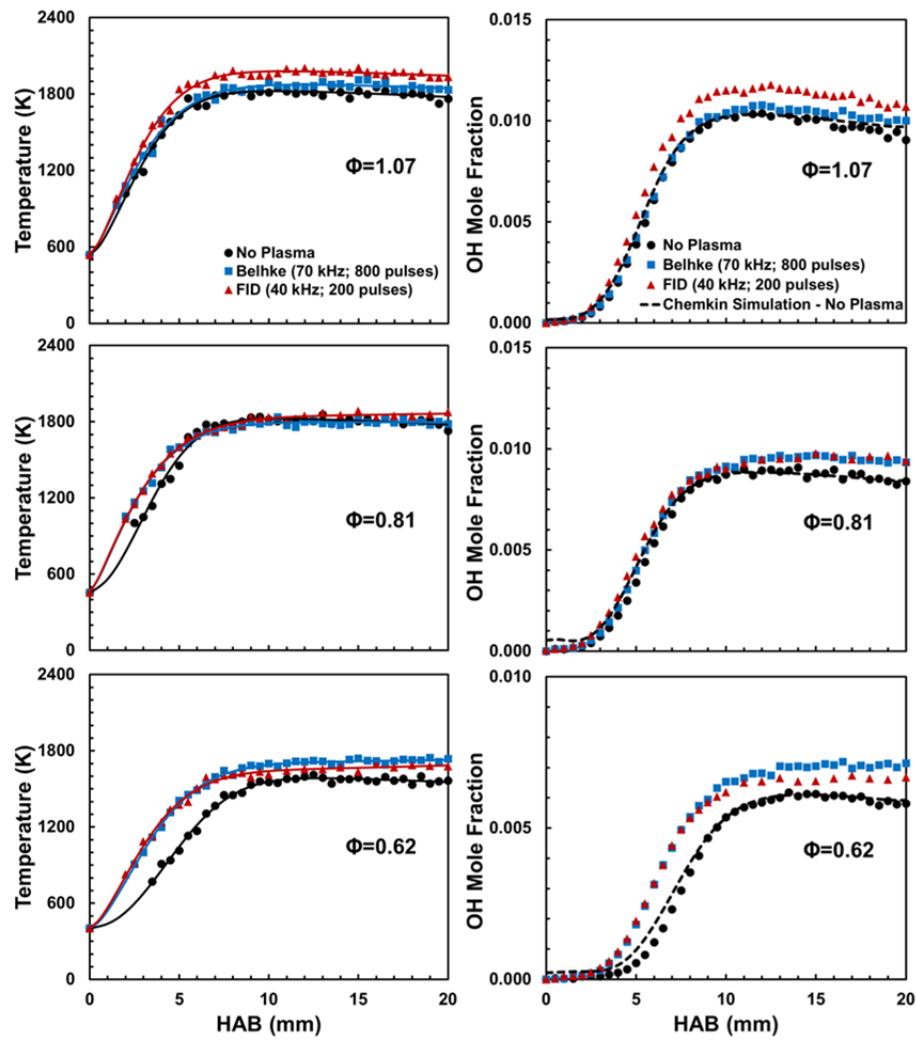 2400
1800
1200
600
0
Temperature (K)
Φ=1.07
No Plasma
Belhke (70 kHz; 800 pulses)
FID (40 kHz; 200 pulses)
0.015
0.010
0.005
0.000
OH Mole Fraction
Φ=1.07
No Plasma
Belhke (70 kHz; 800 pulses)
FID (40 kHz; 200 pulses)
Chemkin Simulation - No Plasma
2400
1800
1200
600
0
Temperature (K)
Φ=0.81
0.015
0.010
0.005
0.000
OH Mole Fraction
Φ=0.81
2400
1800
1200
600
0
Temperature (K)
Φ=0.62
0 5 10 15 20
HAB (mm)
0.010
0.005
0.000
OH Mole Fraction
Φ=0.62
0 5 10 15 20
HAB (mm)